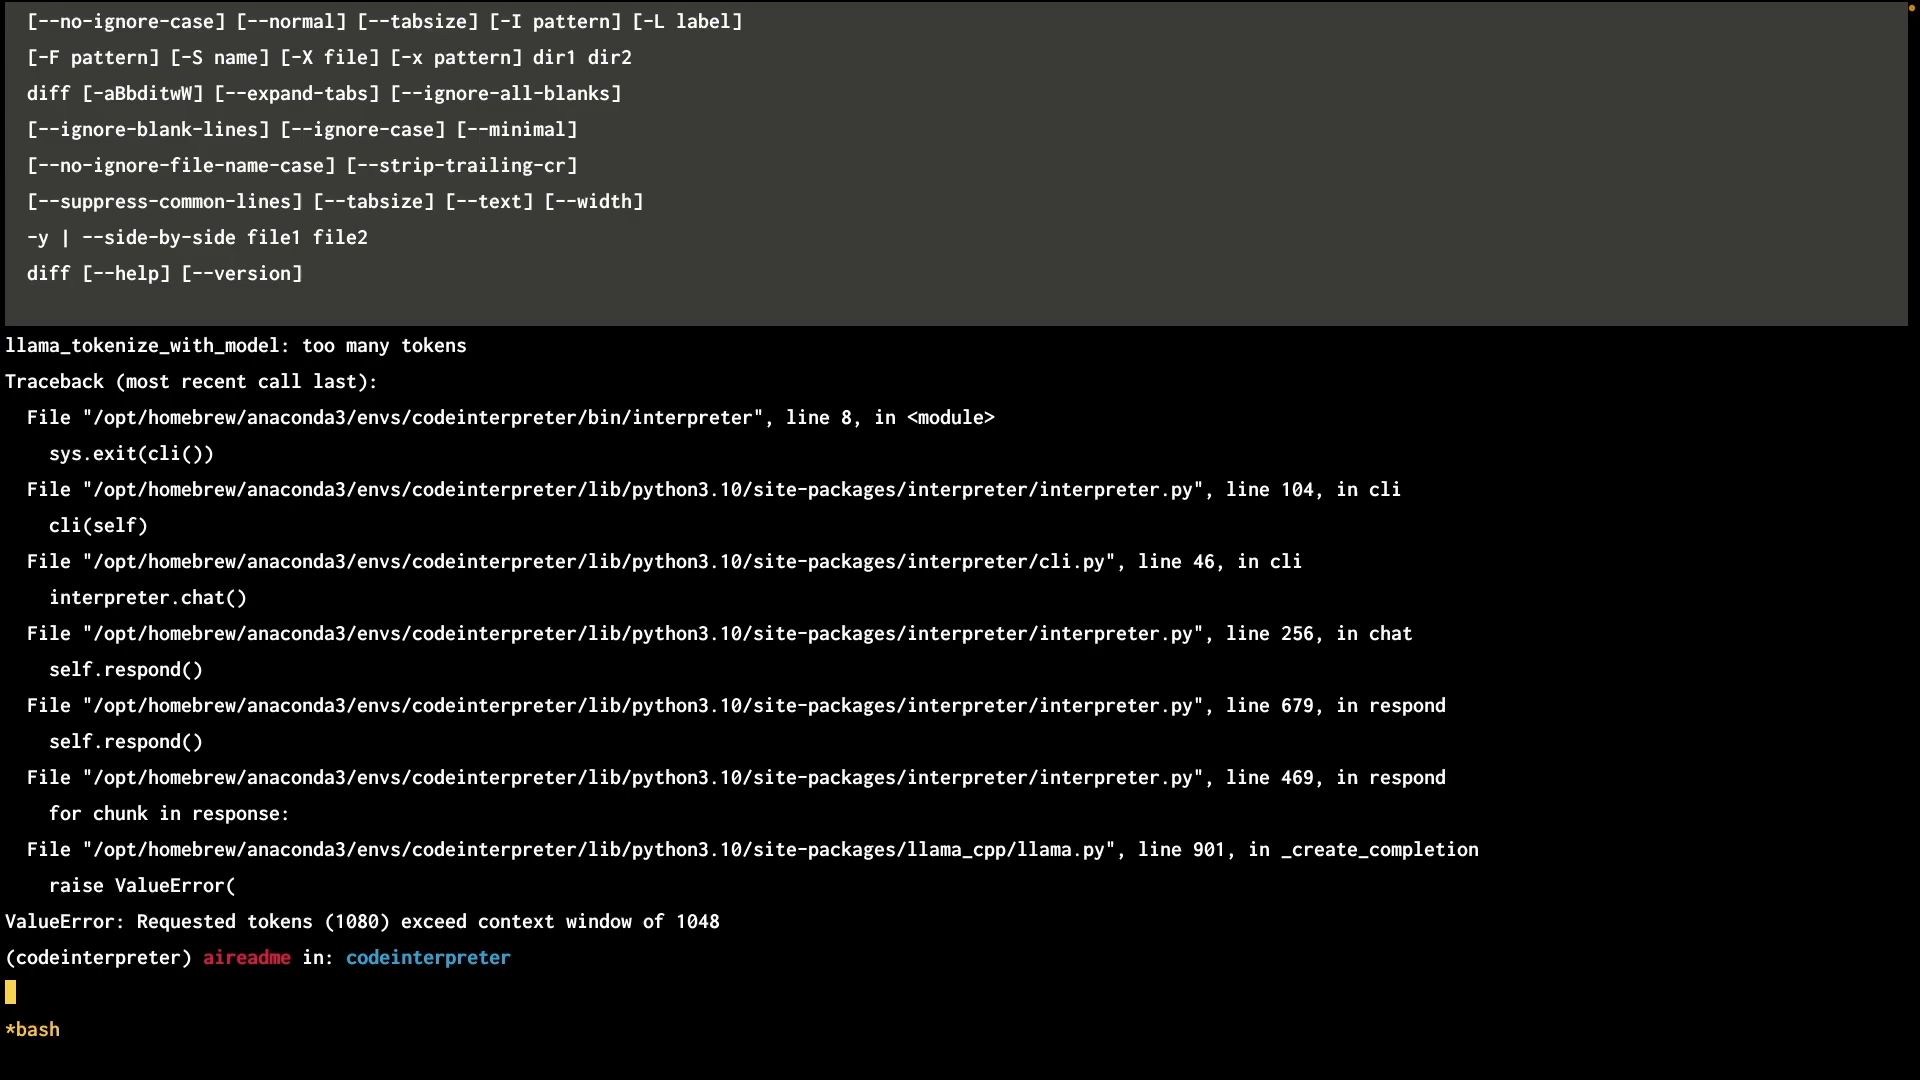 [--no-ignore-case] [--normal] [--tabsize] [-I pattern] [-L label]
[-F pattern] [-S name] [-X file] [-x pattern] dir1 dir2
diff [-aBbditwW] [--expand-tabs] [--ignore-all-blanks]
[--ignore-blank-lines] [--ignore-case] [--minimal]
[--no-ignore-file-name-case] [--strip-trailing-cr]
[--suppress-common-lines] [--tabsize] [--text] [--width]
-y | --side-by-side file1 file2
diff [--help] [--version]
llama_tokenize_with_model: too many tokens
Traceback (most recent call last):
File "/opt/homebrew/anaconda3/envs/codeinterpreter/bin/interpreter", line 8, in <module>
sys.exit(cli())
File "/opt/homebrew/anaconda3/envs/codeinterpreter/lib/python3.10/site-packages/interpreter/interpreter.py", line 104, in cli
cli(self)
File "/opt/homebrew/anaconda3/envs/codeinterpreter/lib/python3.10/site-packages/interpreter/cli.py", line 46, in cli
interpreter.chat()
File "/opt/homebrew/anaconda3/envs/codeinterpreter/lib/python3.10/site-packages/interpreter/interpreter.py", line 256, in chat
self.respond()
File "/opt/homebrew/anaconda3/envs/codeinterpreter/lib/python3.10/site-packages/interpreter/interpreter.py", line 679, in respond
self.respond()
File "/opt/homebrew/anaconda3/envs/codeinterpreter/lib/python3.10/site-packages/interpreter/interpreter.py", line 469, in respond
for chunk in response:
File "/opt/homebrew/anaconda3/envs/codeinterpreter/lib/python3.10/site-packages/llama_cpp/llama.py", line 901, in _create_completion
raise ValueError(
ValueError: Requested tokens (1080) exceed context window of 1048
(codeinterpreter) aireadme in: codeinterpreter
*bash